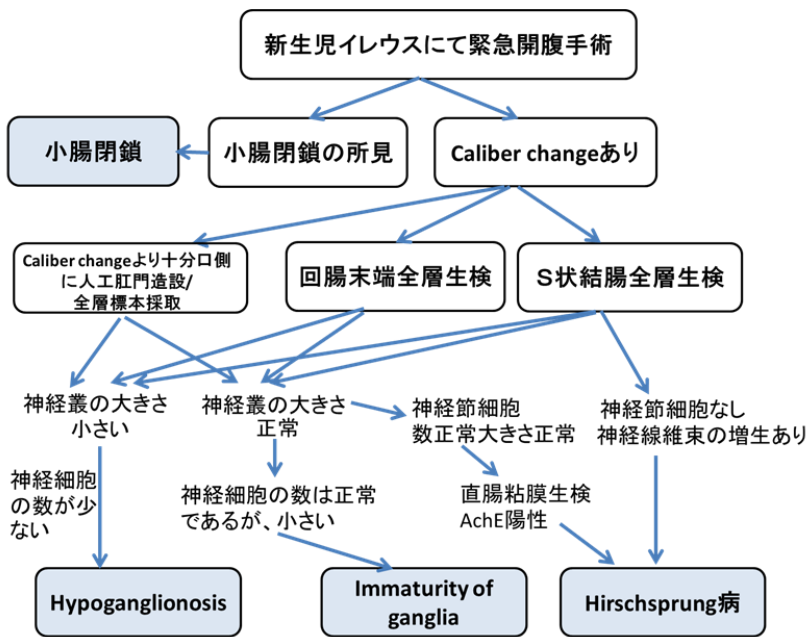 新生児イレウスにて緊急開腹手術
小腸閉鎖
小腸閉鎖の所見
Caliber changeあり
Caliber changeより十分口側
に人工肛門造設/
全層標本採取
回腸末端全層生検
S状結腸全層生検
神経叢の大きさ
小さい
神経叢の大きさ
正常
神経節細胞
数正常大きさ正常
神経節細胞なし
神経線維束の増生あり
神経細胞
の数が少
ない
神経細胞の数は正常
であるが、小さい
直腸粘膜生検
AchE陽性
Hypoganglionosis
Immaturity of
ganglia
Hirschsprung病